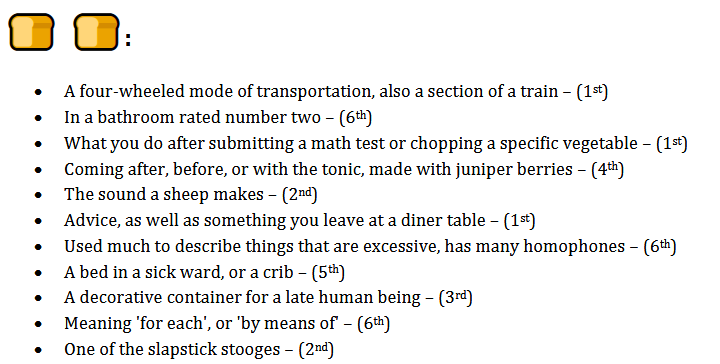 :
• A four-wheeled mode of transportation, also a section of a train – (1st)
• In a bathroom rated number two – (6th)
• What you do after submitting a math test or chopping a specific vegetable – (1st)
• Coming after, before, or with the tonic, made with juniper berries – (4th)
• The sound a sheep makes – (2nd)
• Advice, as well as something you leave at a diner table – (1st)
• Used much to describe things that are excessive, has many homophones – (6th)
• A bed in a sick ward, or a crib – (5th)
• A decorative container for a late human being – (3rd)
• Meaning 'for each', or 'by means of' – (6th)
• One of the slapstick stooges – (2nd)